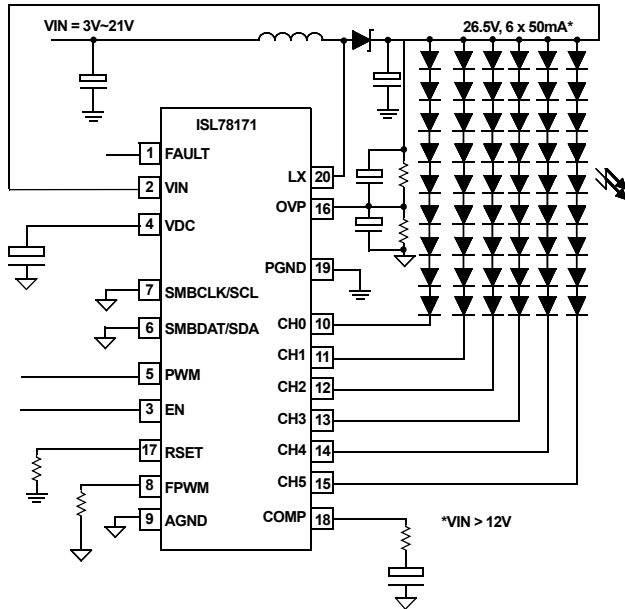 VIN = 3V~21V
26.5V, 6 x 50mA*
ISL78171
1 FAULT
2 VIN
4 VDC
7 SMBCLK/SCL
6 SMBDAT/SDA
5 PWM
3 EN
17 RSET
8 FPWM
9 AGND
LX 20
OVP 16
PGND 19
CH0 10
CH1 11
CH2 12
CH3 13
CH4 14
CH5 15
COMP 18
*VIN > 12V